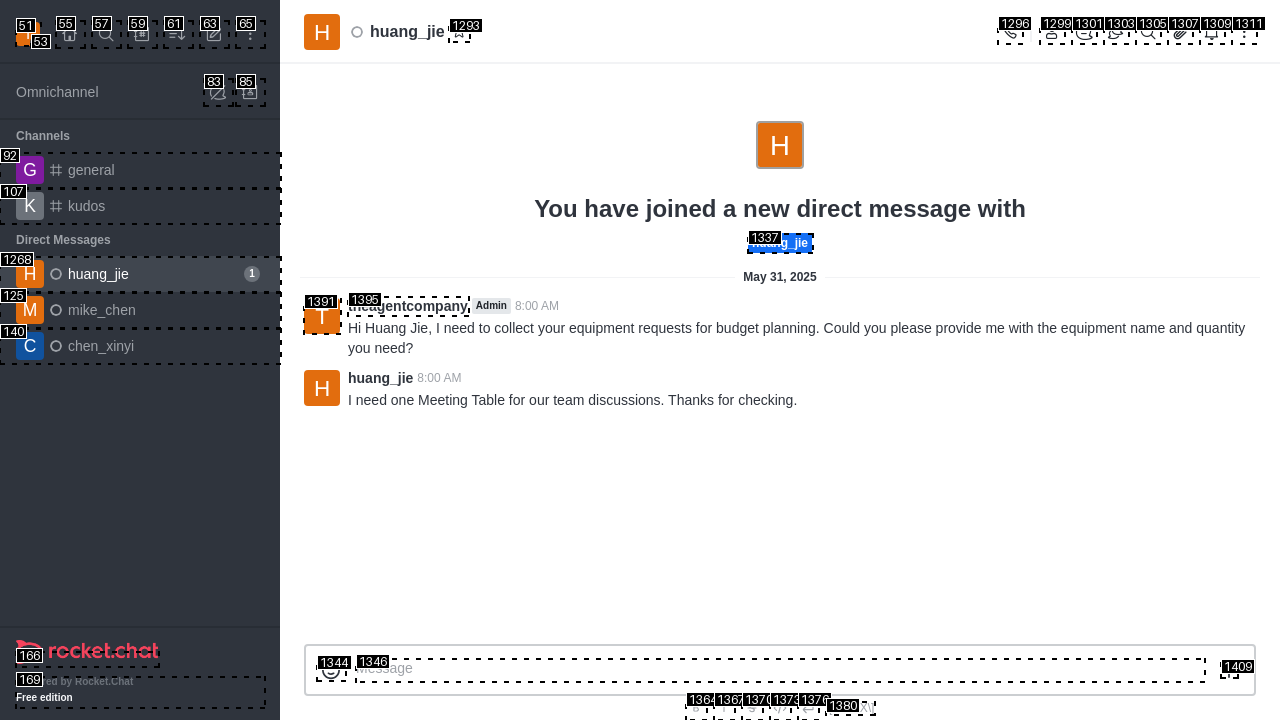 51
53
55
57
59
61
63
65
H
huang_jie
1293
1296
1299
1301
1303
1305
1307
1309
1311
Omnichannel
83
85
Channels
92
G
general
107
K
kudos
Direct Messages
1268
H
huang_jie
1
125
M
mike_chen
140
C
chen_xinyi
H
You have joined a new direct message with
1337
huang_jie
May 31, 2025
1391
T
1395
theagentcompany
Admin
8:00 AM
Hi Huang Jie, I need to collect your equipment requests for budget planning. Could you please provide me with the equipment name and quantity
you need?
H
huang_jie 8:00 AM
I need one Meeting Table for our team discussions. Thanks for checking.
1344
1346
Message
1409
1364
1367
1370
1373
1376
1380
166
rocket.chat
169
by Rocket.Chat
Free edition